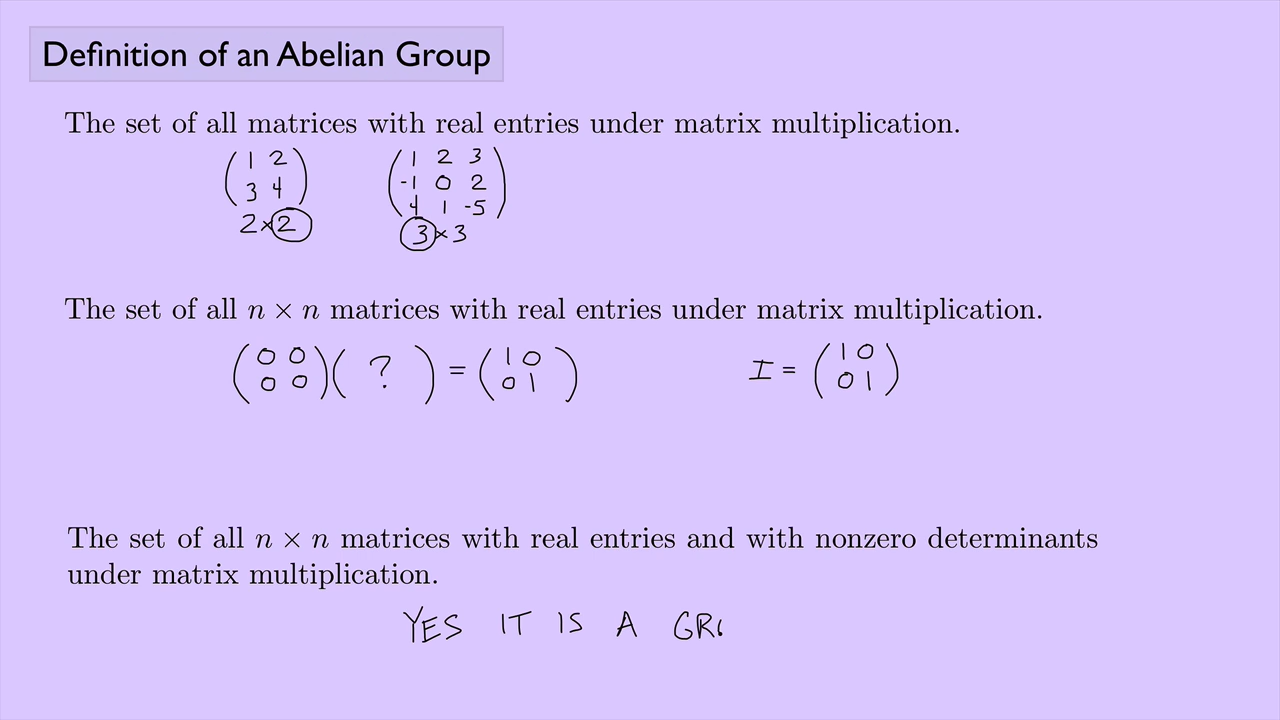 Definition of an Abelian Group
The set of all matrices with real entries under matrix multiplication.
( 1 2 ) ( 1 2 3 )
( 3 4 ) ( -1 0 2 )
( 4 1 -5 )
2×2 3×3
The set of all n × n matrices with real entries under matrix multiplication.
( 0 0 ) ( ? ) = ( 1 0 ) I = ( 1 0 )
( 0 0 ) ( 0 1 ) ( 0 1 )
The set of all n × n matrices with real entries and with nonzero determinants
under matrix multiplication.
YES IT IS A GR